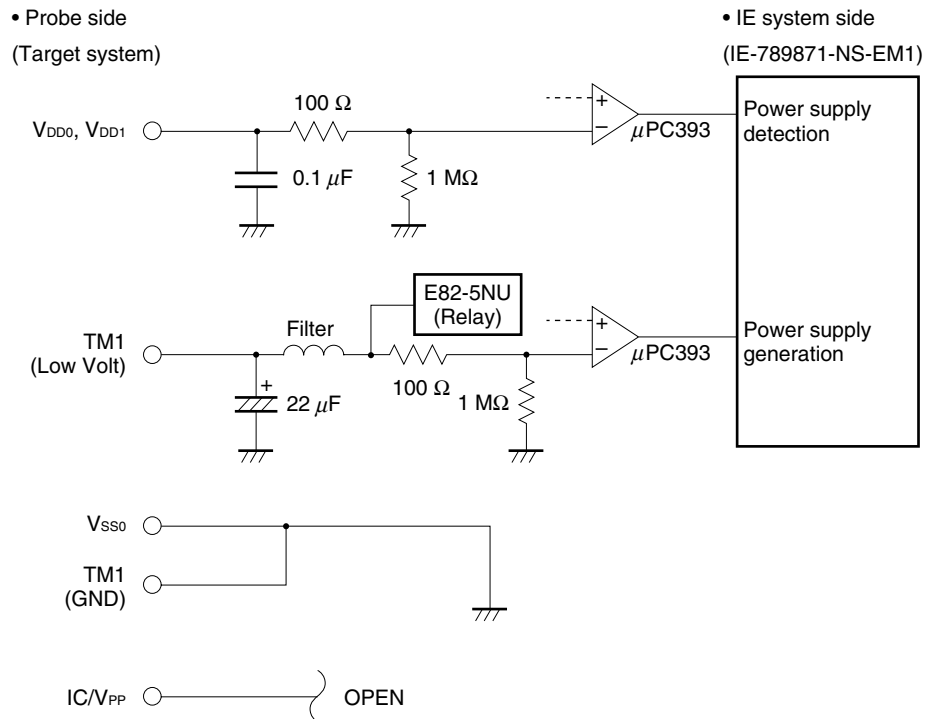 • Probe side
(Target system)
• IE system side
(IE-789871-NS-EM1)
VDD0, VDD1
100 Ω
0.1 μF
1 MΩ
+
−
μPC393
Power supply
detection
TM1
(Low Volt)
Filter
E82-5NU
(Relay)
+
22 μF
100 Ω
1 MΩ
+
−
μPC393
Power supply
generation
VSS0
TM1
(GND)
IC/VPP
OPEN